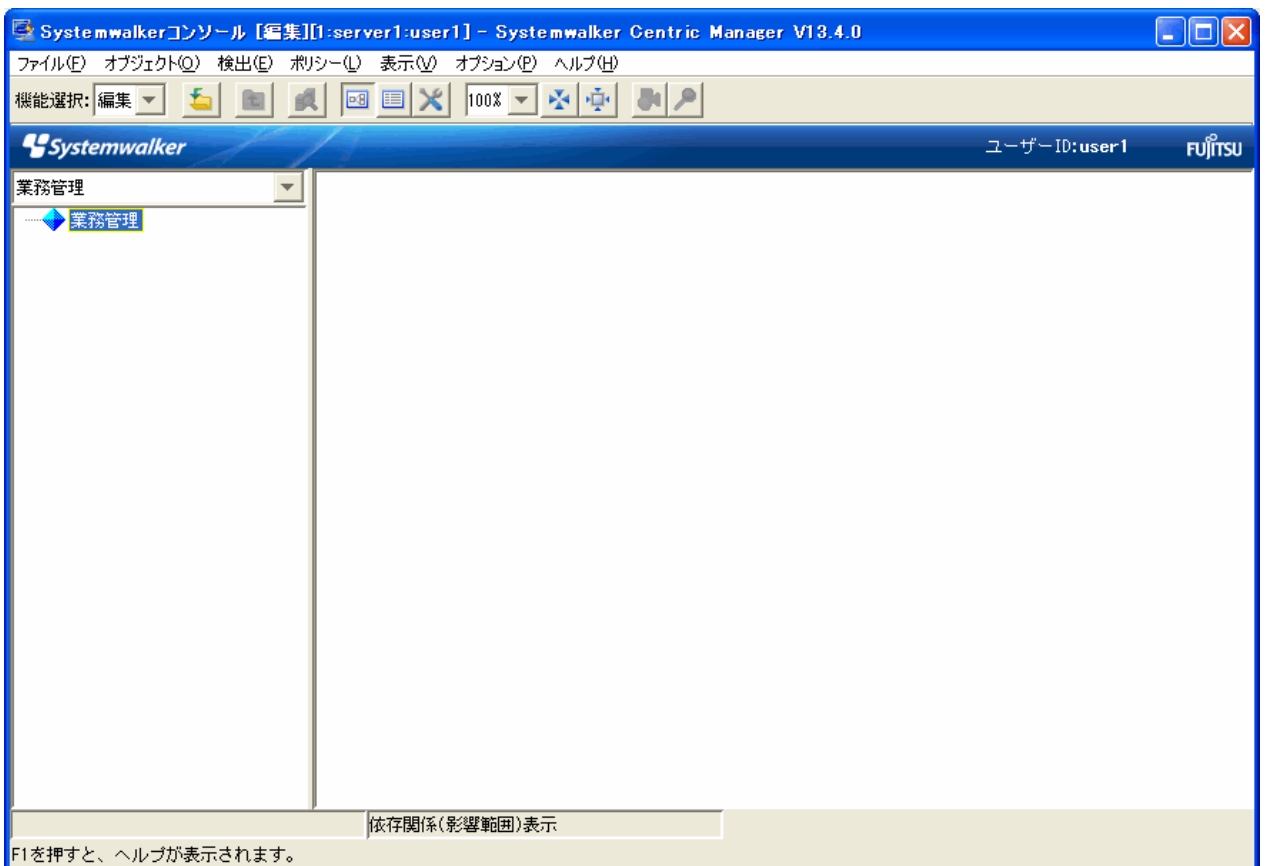 Systemwalkerコンソール [編集][1:server1:user1] - Systemwalker Centric Manager V13.4.0
ファイル(F) オブジェクト(O) 検出(E) ポリシー(L) 表示(V) オプション(P) ヘルプ(H)
機能選択: 編集 100%
Systemwalker ユーザーID:user1 FUJITSU
業務管理
業務管理
依存関係(影響範囲)表示
F1を押すと、ヘルプが表示されます。